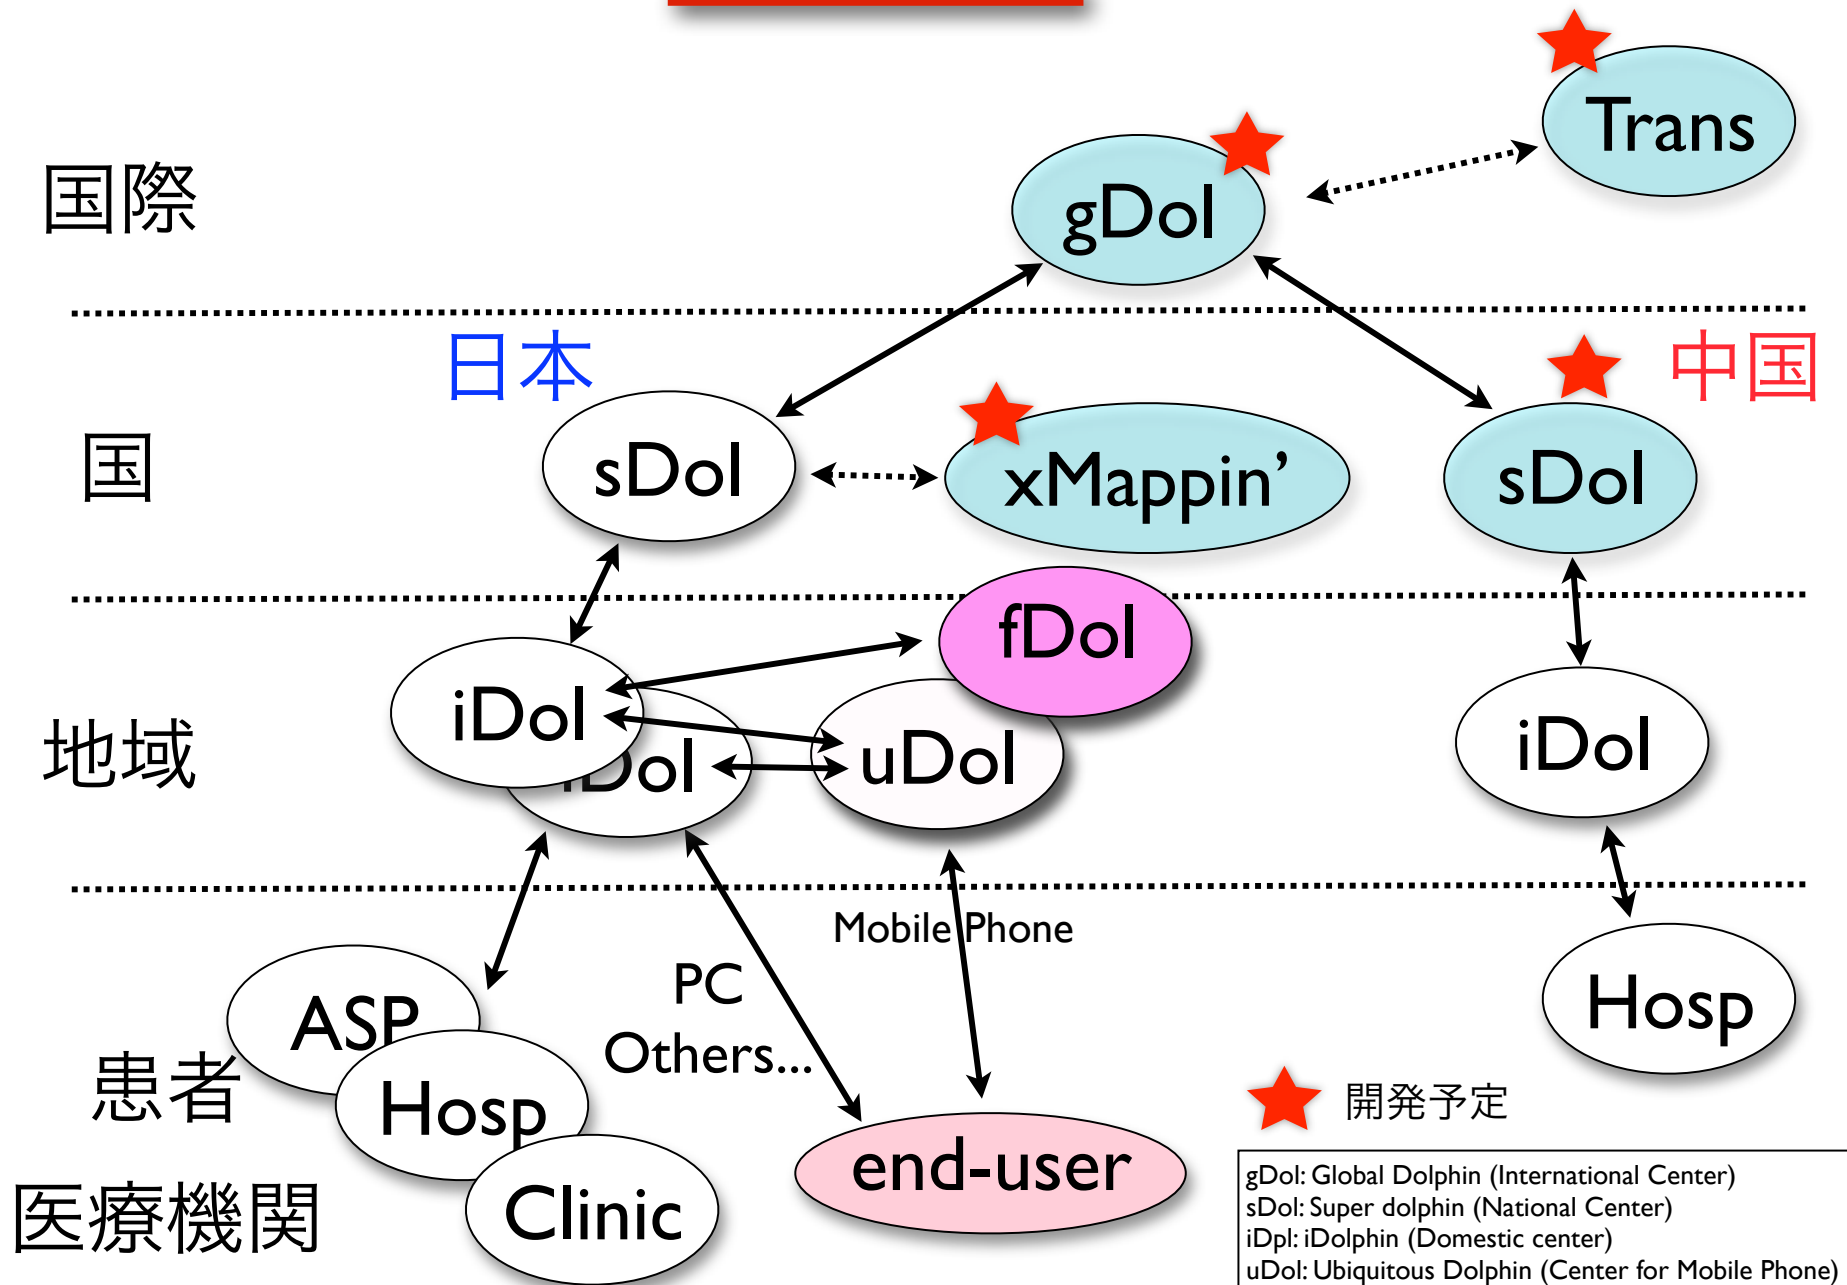 Trans
国際
gDol
日本
中国
国
sDol
xMappin’
sDol
fDol
地域
iDol
iDol
uDol
iDol
Mobile Phone
PC
Others...
ASP
Hosp
患者
Hosp
開発予定
end-user
Clinic
医療機関
gDol: Global Dolphin (International Center)
sDol: Super dolphin (National Center)
iDpl: iDolphin (Domestic center)
uDol: Ubiquitous Dolphin (Center for Mobile Phone)